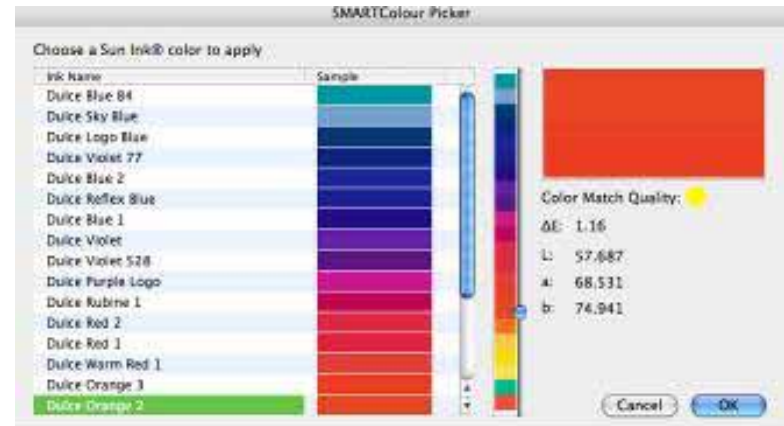 SMARTColour Picker
Choose a Sun Ink® color to apply
Ink Name Sample
Dulce Blue 84
Dulce Sky Blue
Dulce Logo Blue
Dulce Violet 77
Dulce Blue 2
Dulce Reflex Blue
Dulce Blue 1
Dulce Violet
Dulce Violet 528
Dulce Purple Logo
Dulce Rubine 1
Dulce Red 2
Dulce Red 1
Dulce Warm Red 1
Dulce Orange 3
Dulce Orange 2
Color Match Quality:
ΔE: 1.16
L: 57.687
a: 68.531
b: 74.941
Cancel OK